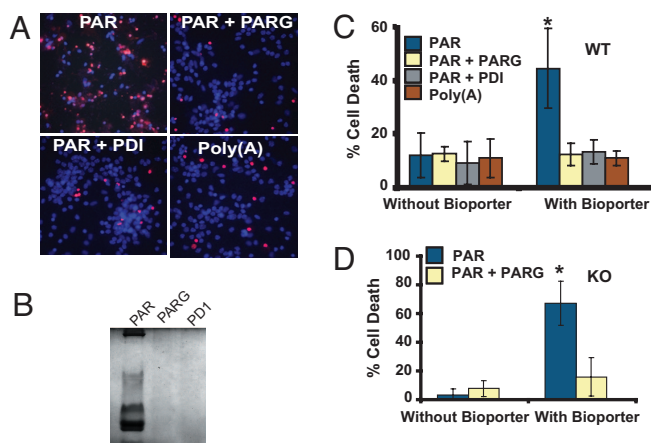 A
PAR
PAR + PARG
PAR + PDI
Poly(A)
B
PAR
PARG
PD1
C
% Cell Death
60
40
20
0
PAR
PAR + PARG
PAR + PDI
Poly(A)
*
WT
Without Bioporter
With Bioporter
D
% Cell Death
100
80
60
40
20
0
PAR
PAR + PARG
*
KO
Without Bioporter
With Bioporter